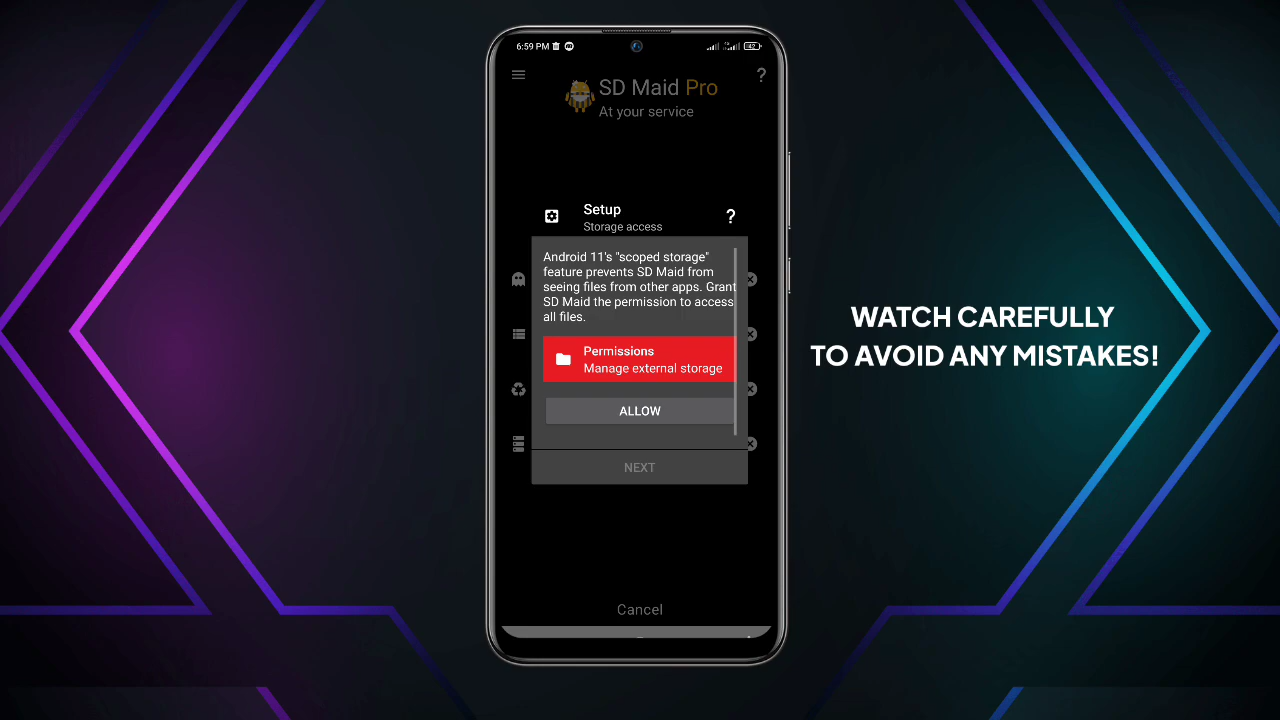 6:59 PM
42
SD Maid Pro
At your service
?
Setup
Storage access
?
Android 11's "scoped storage"
feature prevents SD Maid from
seeing files from other apps. Grant
SD Maid the permission to access
all files.
Permissions
Manage external storage
ALLOW
NEXT
Cancel
WATCH CAREFULLY
TO AVOID ANY MISTAKES!